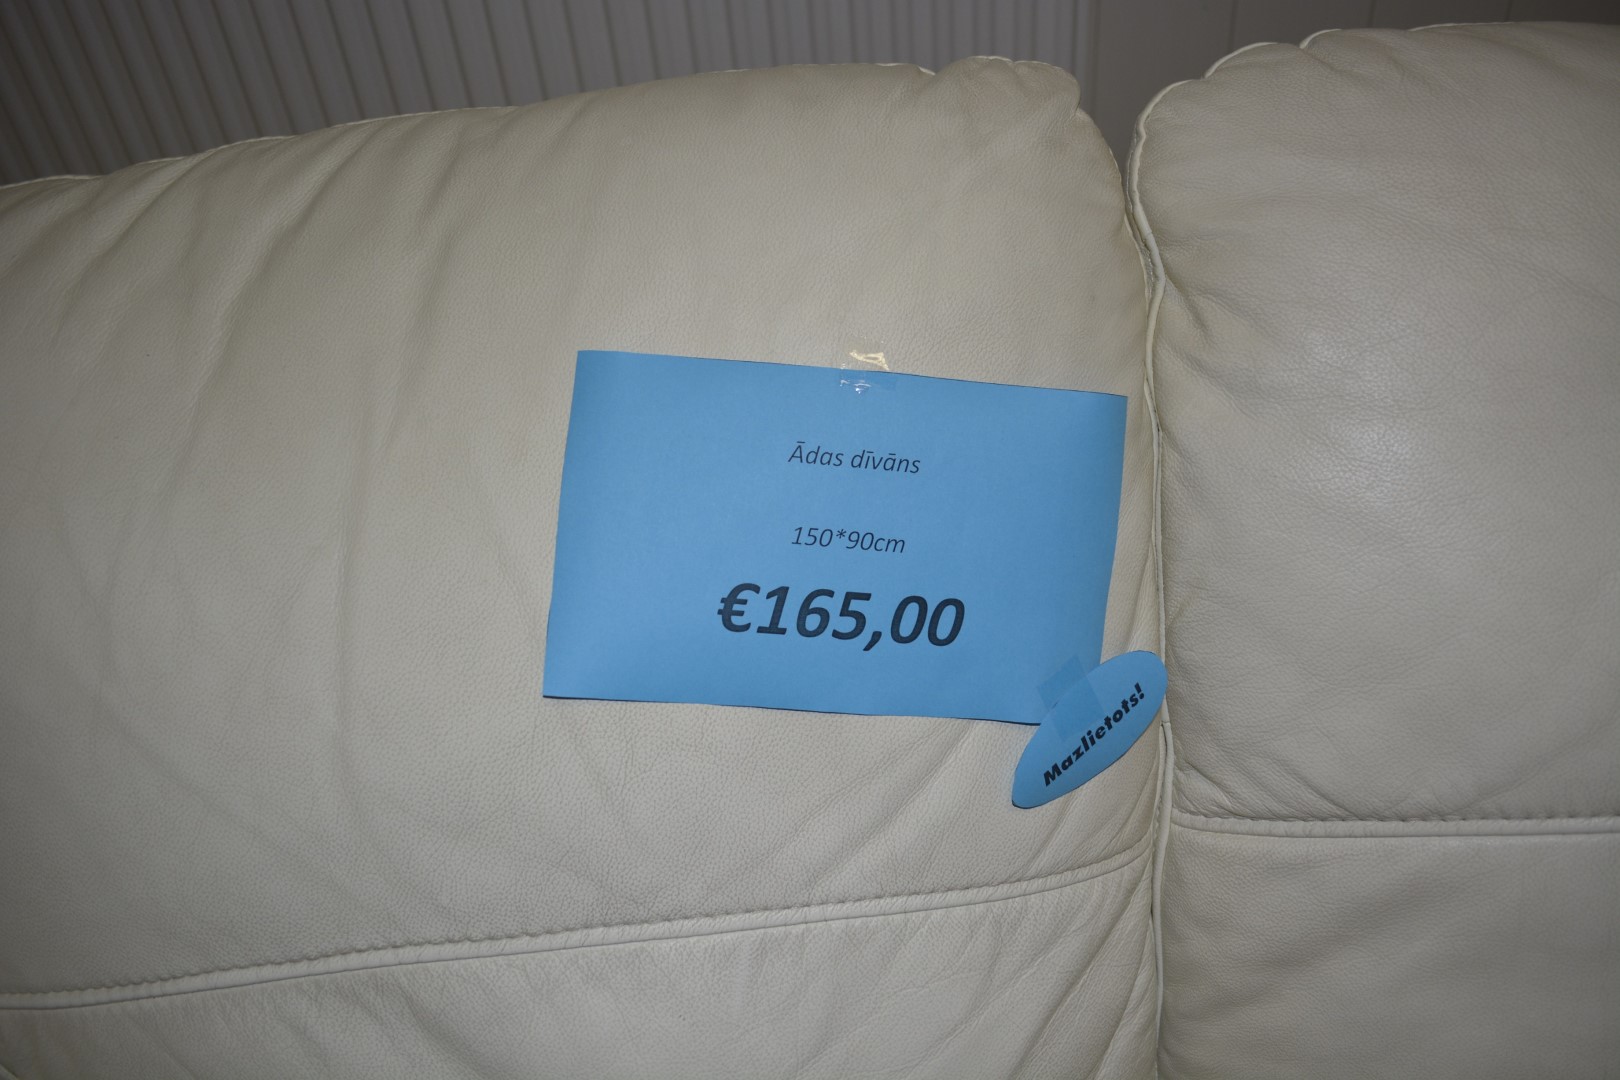 Ādas dīvāns
150*90cm
€165,00
Mazlietots!